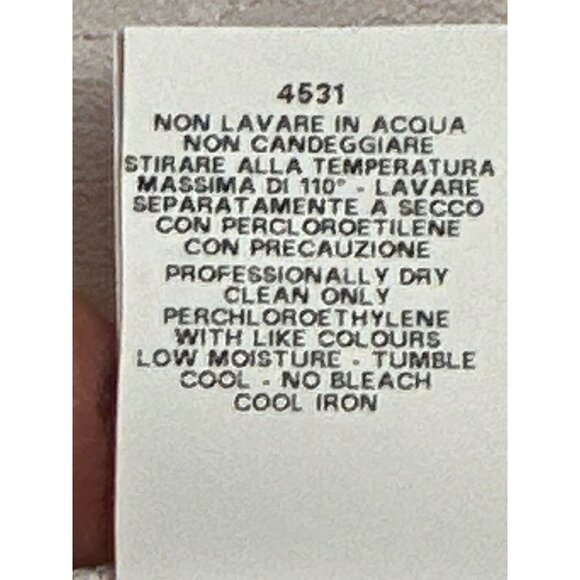 4531
NON LAVARE IN ACQUA
NON CANDEGGIARE
STIRARE ALLA TEMPERATURA
MASSIMA DI 110° - LAVARE
SEPARATAMENTE A SECCO
CON PERCLOROETILENE
CON PRECAUZIONE
PROFESSIONALLY DRY
CLEAN ONLY
PERCHLOROETHYLENE
WITH LIKE COLOURS
LOW MOISTURE - TUMBLE
COOL - NO BLEACH
COOL IRON